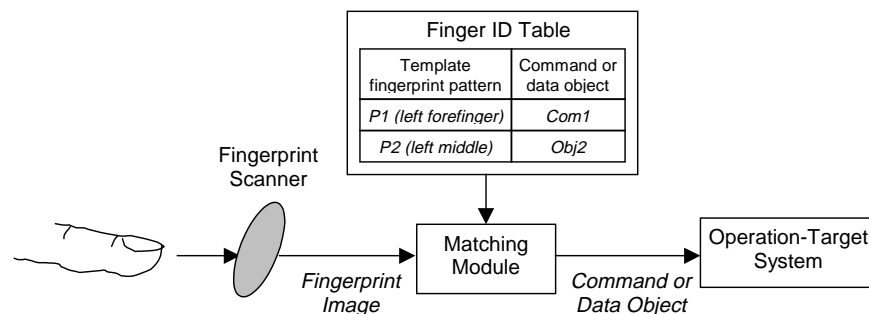 Finger ID Table
Template
fingerprint pattern
Command or
data object
P1 (left forefinger)
Com1
P2 (left middle)
Obj2
Fingerprint
Scanner
Matching
Module
Operation-Target
System
Fingerprint
Image
Command or
Data Object